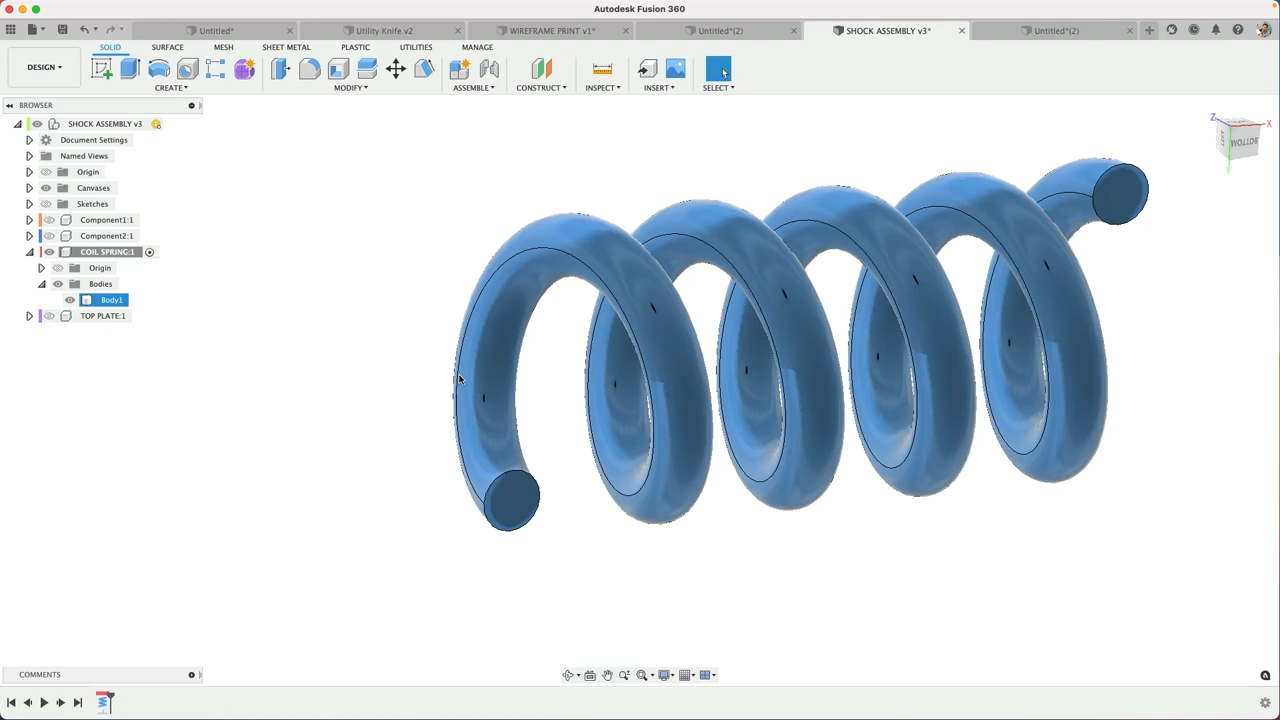 Autodesk Fusion 360
Untitled*
Utility Knife v2
WIREFRAME PRINT v1*
Untitled*(2)
SHOCK ASSEMBLY v3*
Untitled*(2)
DESIGN
SOLID
SURFACE
MESH
SHEET METAL
PLASTIC
UTILITIES
MANAGE
CREATE
MODIFY
ASSEMBLE
CONSTRUCT
INSPECT
INSERT
SELECT
BROWSER
SHOCK ASSEMBLY v3
Document Settings
Named Views
Origin
Canvases
Sketches
Component1:1
Component2:1
COIL SPRING:1
Origin
Bodies
Body1
TOP PLATE:1
Z
X
Y
LEFT
BOTTOM
COMMENTS